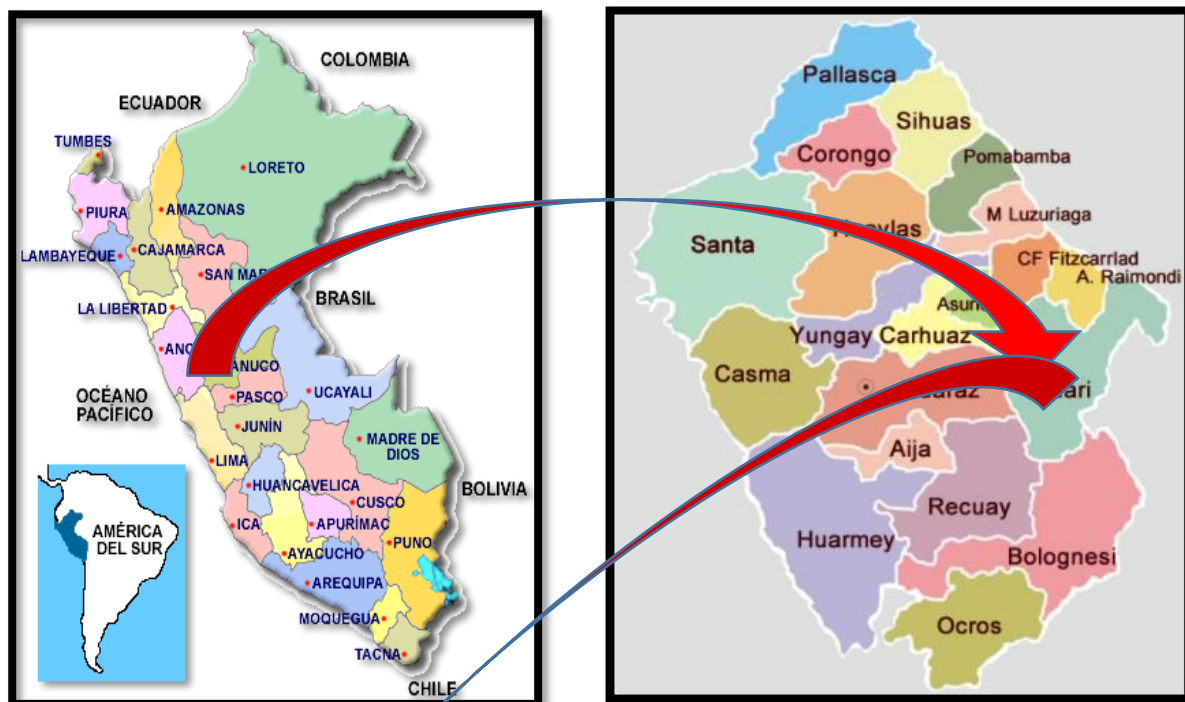 COLOMBIA
ECUADOR
TUMBES
LORETO
PIURA
AMAZONAS
CAJAMARCA
LAMBAYEQUE
SAN MAR
BRASIL
LA LIBERTAD
ANC
ANUCO
OCÉANO
PACÍFICO
PASCO
UCAYALI
JUNÍN
MADRE DE
DIOS
LIMA
HUANCAVELICA
BOLIVIA
CUSCO
ICA
APURÍMAC
PUNO
AYACUCHO
AREQUIPA
MOQUEGUA
TACNA
CHILE
AMÉRICA
DEL SUR
Pallasca
Sihuas
Corongo
Pomabamba
M Luzuriaga
Santa
CF Fitzcarrlad
A. Raimondi
Asun
Yungay
Carhuaz
Casma
ari
Aija
Recuay
Huarmey
Bolognesi
Ocros